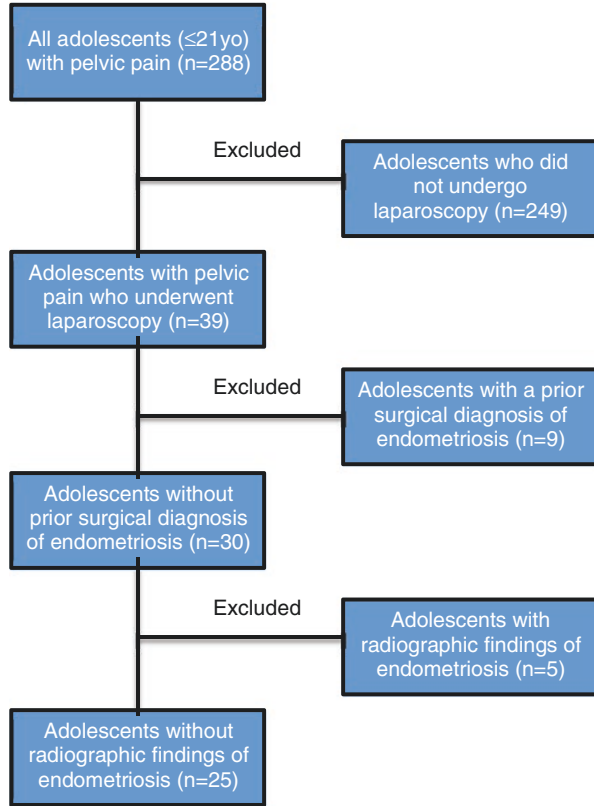 All adolescents (≤21yo)
with pelvic pain (n=288)
Excluded
Adolescents who did
not undergo
laparoscopy (n=249)
Adolescents with pelvic
pain who underwent
laparoscopy (n=39)
Excluded
Adolescents with a prior
surgical diagnosis of
endometriosis (n=9)
Adolescents without
prior surgical diagnosis
of endometriosis (n=30)
Excluded
Adolescents with
radiographic findings of
endometriosis (n=5)
Adolescents without
radiographic findings of
endometriosis (n=25)